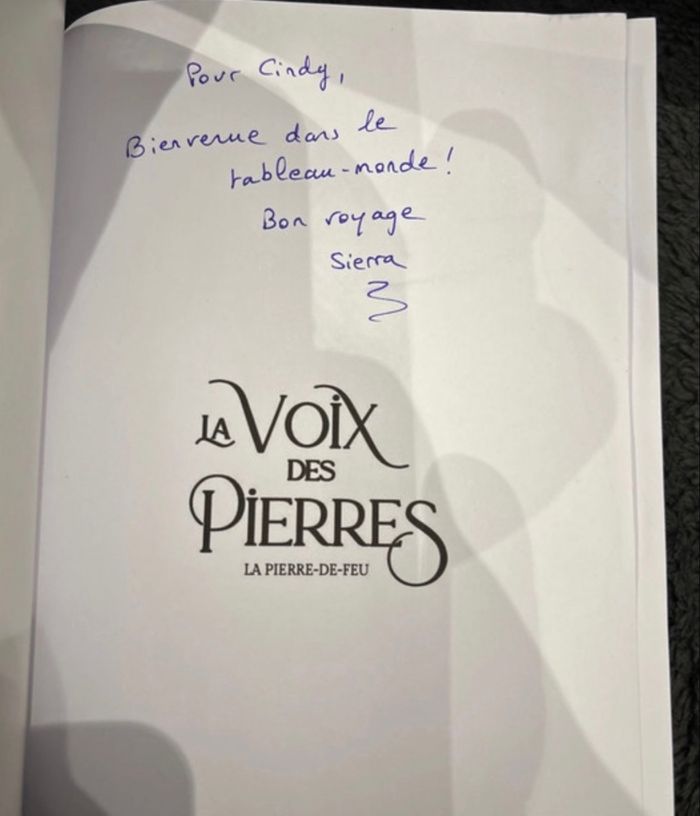 Pour Cindy,
Bienvenue dans le
tableau-monde !
Bon voyage
Sierra
LA VOIX
DES
PIERRES
LA PIERRE-DE-FEU